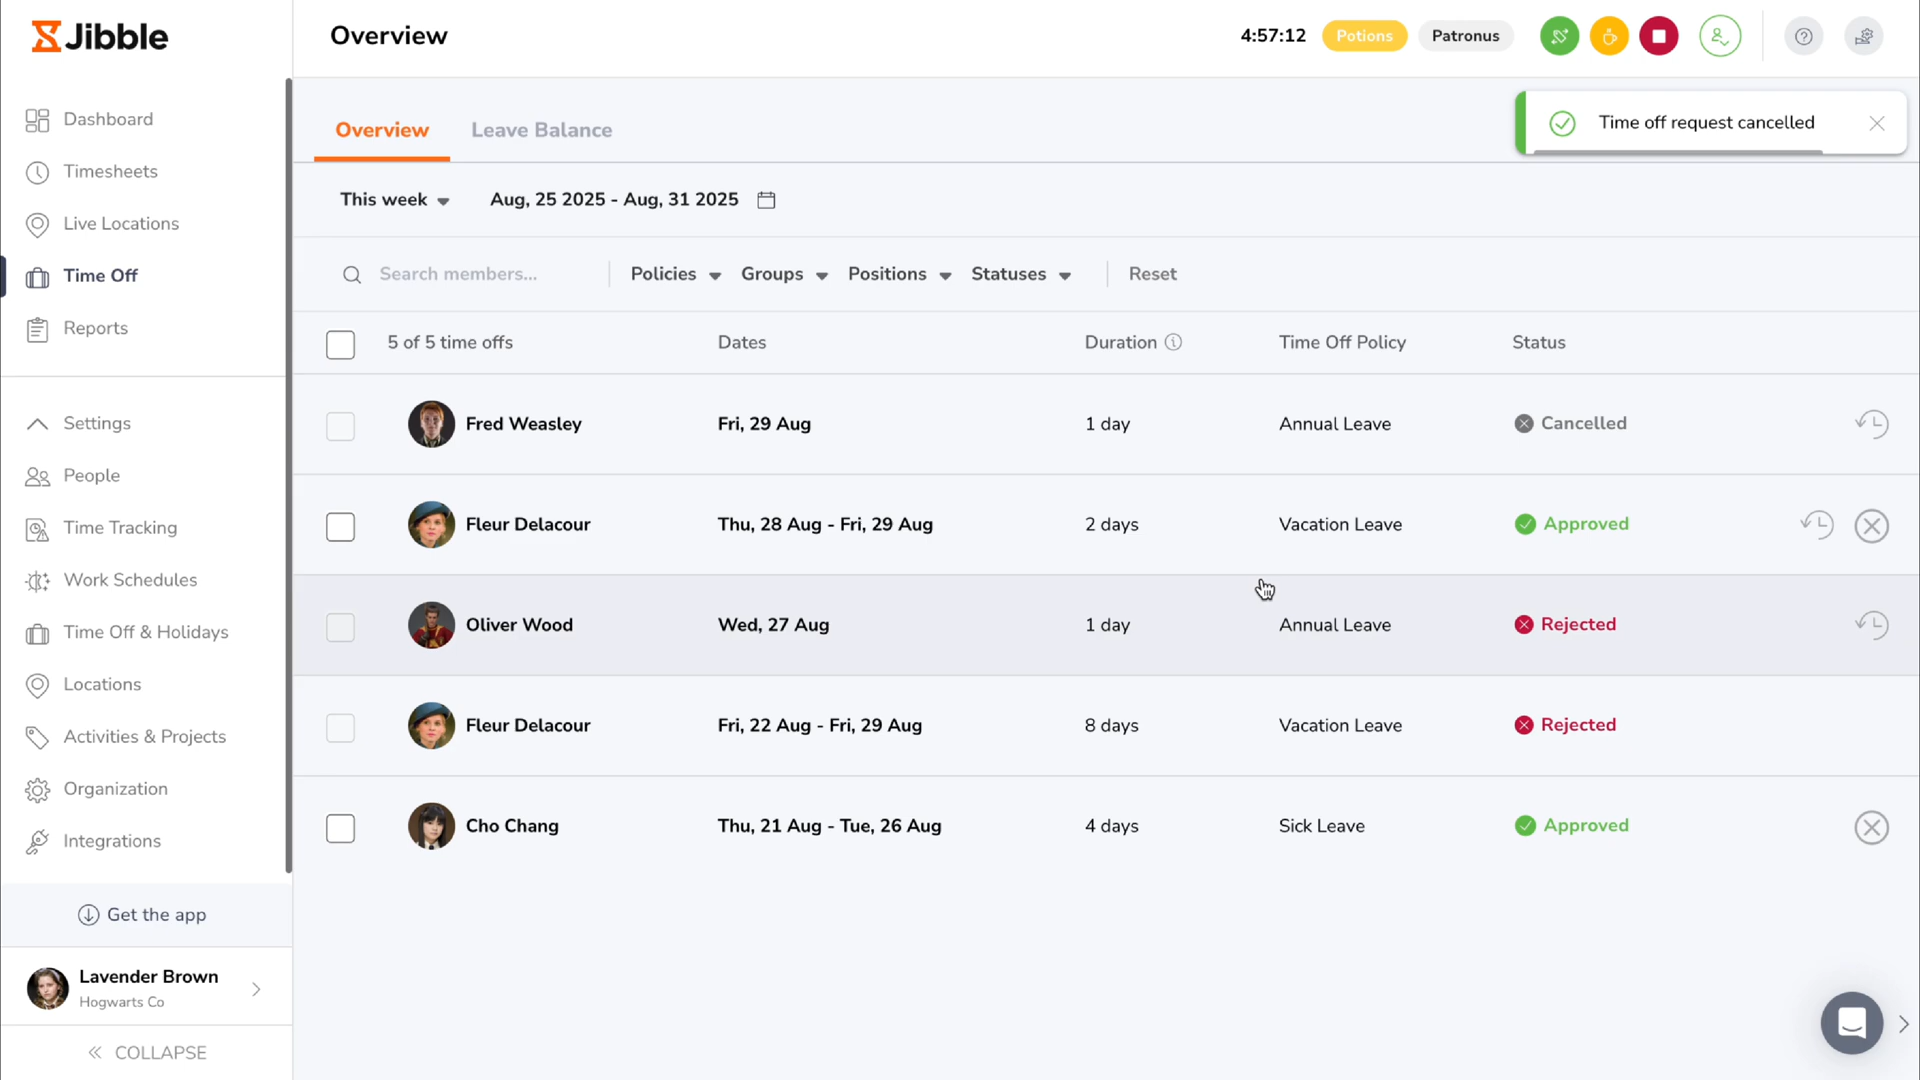 Jibble
Overview
4:57:12
Potions
Patronus
Time off request cancelled
Dashboard
Timesheets
Live Locations
Time Off
Reports
Settings
People
Time Tracking
Work Schedules
Time Off & Holidays
Locations
Activities & Projects
Organization
Integrations
Get the app
Lavender Brown
Hogwarts Co
COLLAPSE
Overview Leave Balance
This week Aug, 25 2025 - Aug, 31 2025
Search members... Policies Groups Positions Statuses Reset
5 of 5 time offs Dates Duration Time Off Policy Status
Fred Weasley Fri, 29 Aug 1 day Annual Leave Cancelled
Fleur Delacour Thu, 28 Aug - Fri, 29 Aug 2 days Vacation Leave Approved
Oliver Wood Wed, 27 Aug 1 day Annual Leave Rejected
Fleur Delacour Fri, 22 Aug - Fri, 29 Aug 8 days Vacation Leave Rejected
Cho Chang Thu, 21 Aug - Tue, 26 Aug 4 days Sick Leave Approved